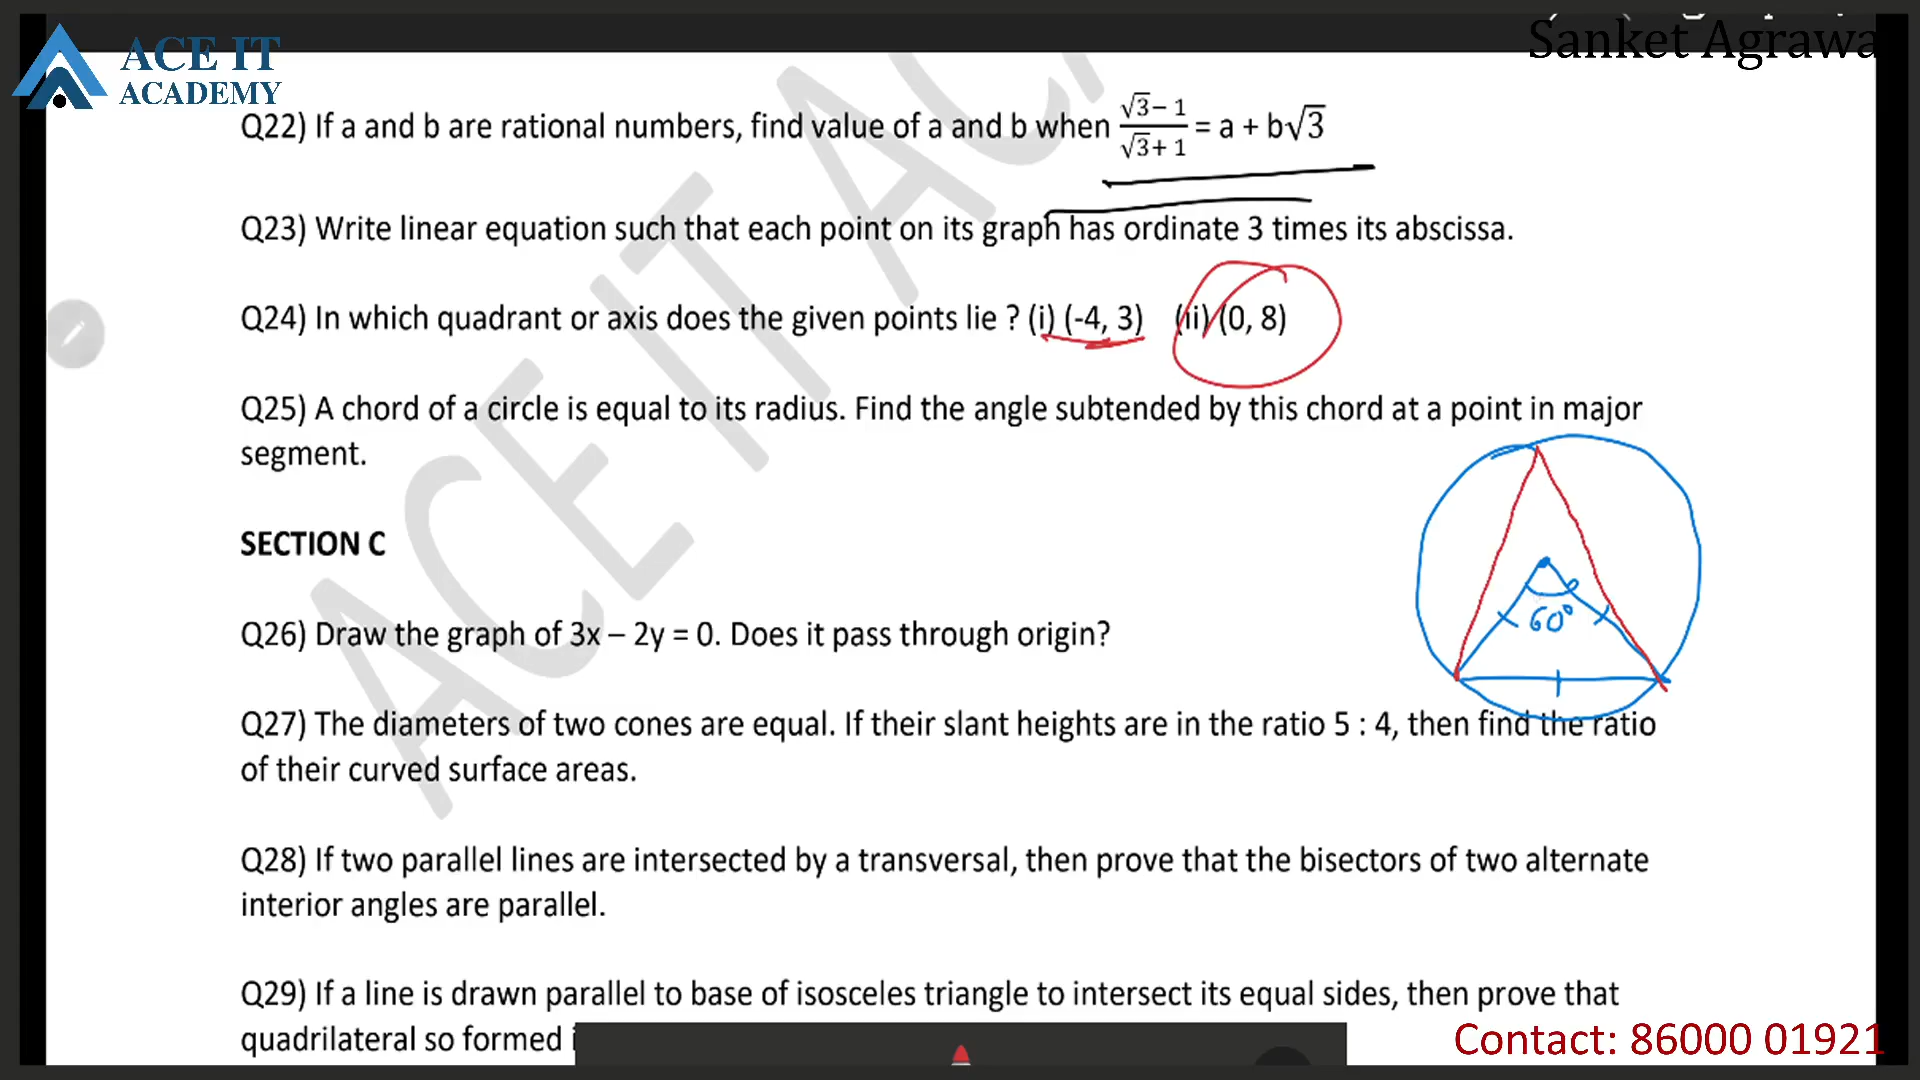 Sanket Agrawa
ACE IT
ACADEMY
Q22) If a and b are rational numbers, find value of a and b when (√3 – 1)/(√3 + 1) = a + b√3
Q23) Write linear equation such that each point on its graph has ordinate 3 times its abscissa.
Q24) In which quadrant or axis does the given points lie ? (i) (-4, 3) (ii) (0, 8)
Q25) A chord of a circle is equal to its radius. Find the angle subtended by this chord at a point in major
segment.
SECTION C
60°
Q26) Draw the graph of 3x – 2y = 0. Does it pass through origin?
Q27) The diameters of two cones are equal. If their slant heights are in the ratio 5 : 4, then find the ratio
of their curved surface areas.
Q28) If two parallel lines are intersected by a transversal, then prove that the bisectors of two alternate
interior angles are parallel.
Q29) If a line is drawn parallel to base of isosceles triangle to intersect its equal sides, then prove that
quadrilateral so formed
Contact: 86000 01921
ACE IT ACA